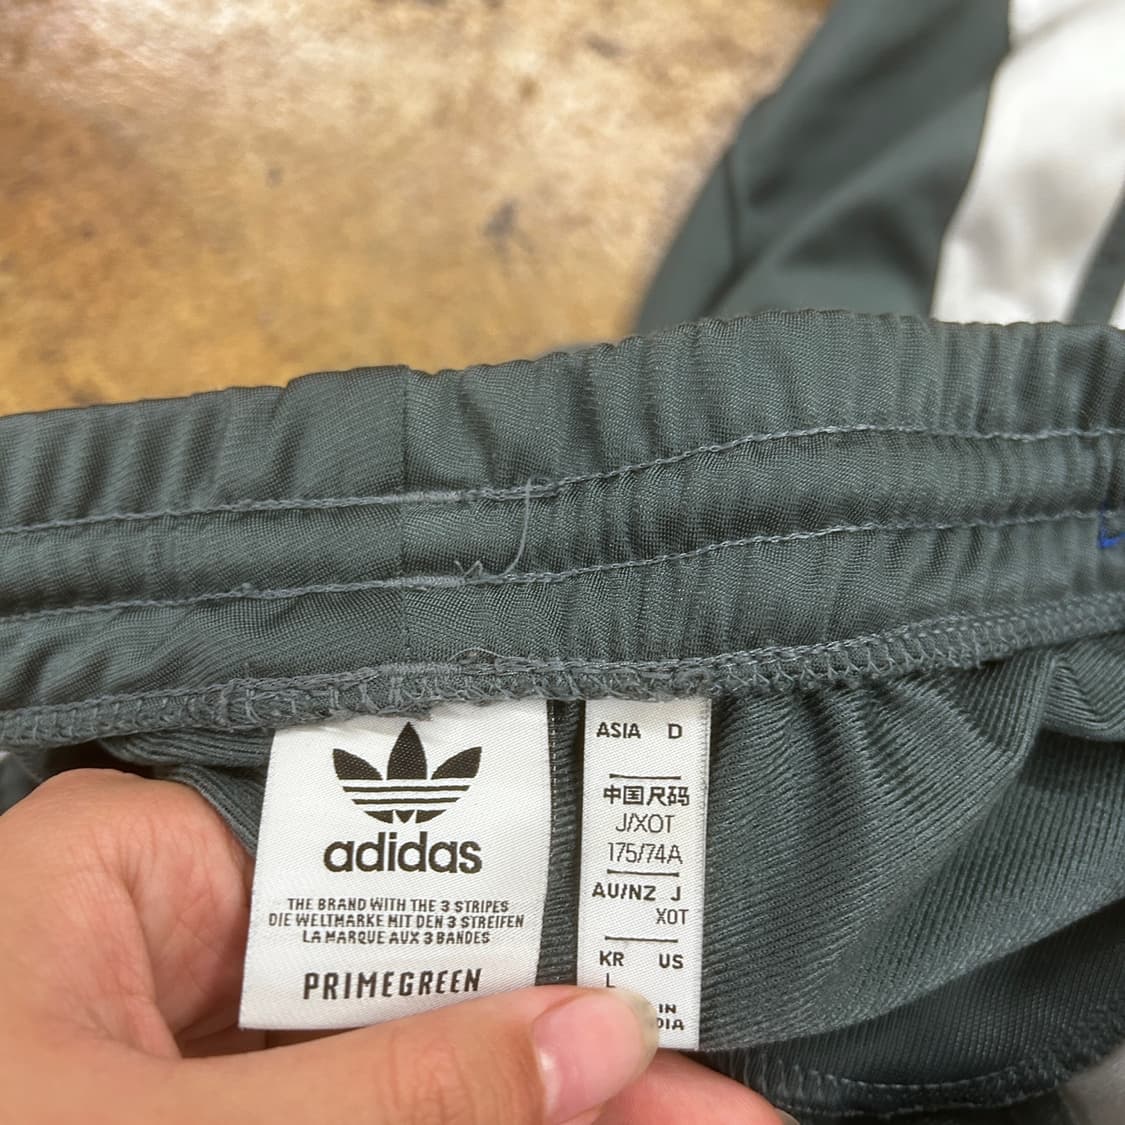 adidas
THE BRAND WITH THE 3 STRIPES
DIE WELTMARKE MIT DEN 3 STREIFEN
LA MARQUE AUX 3 BANDES
PRIMEGREEN
ASIA D
中国尺码
J/XOT
175/74A
AU/NZ J
XOT
KR US
L
IN